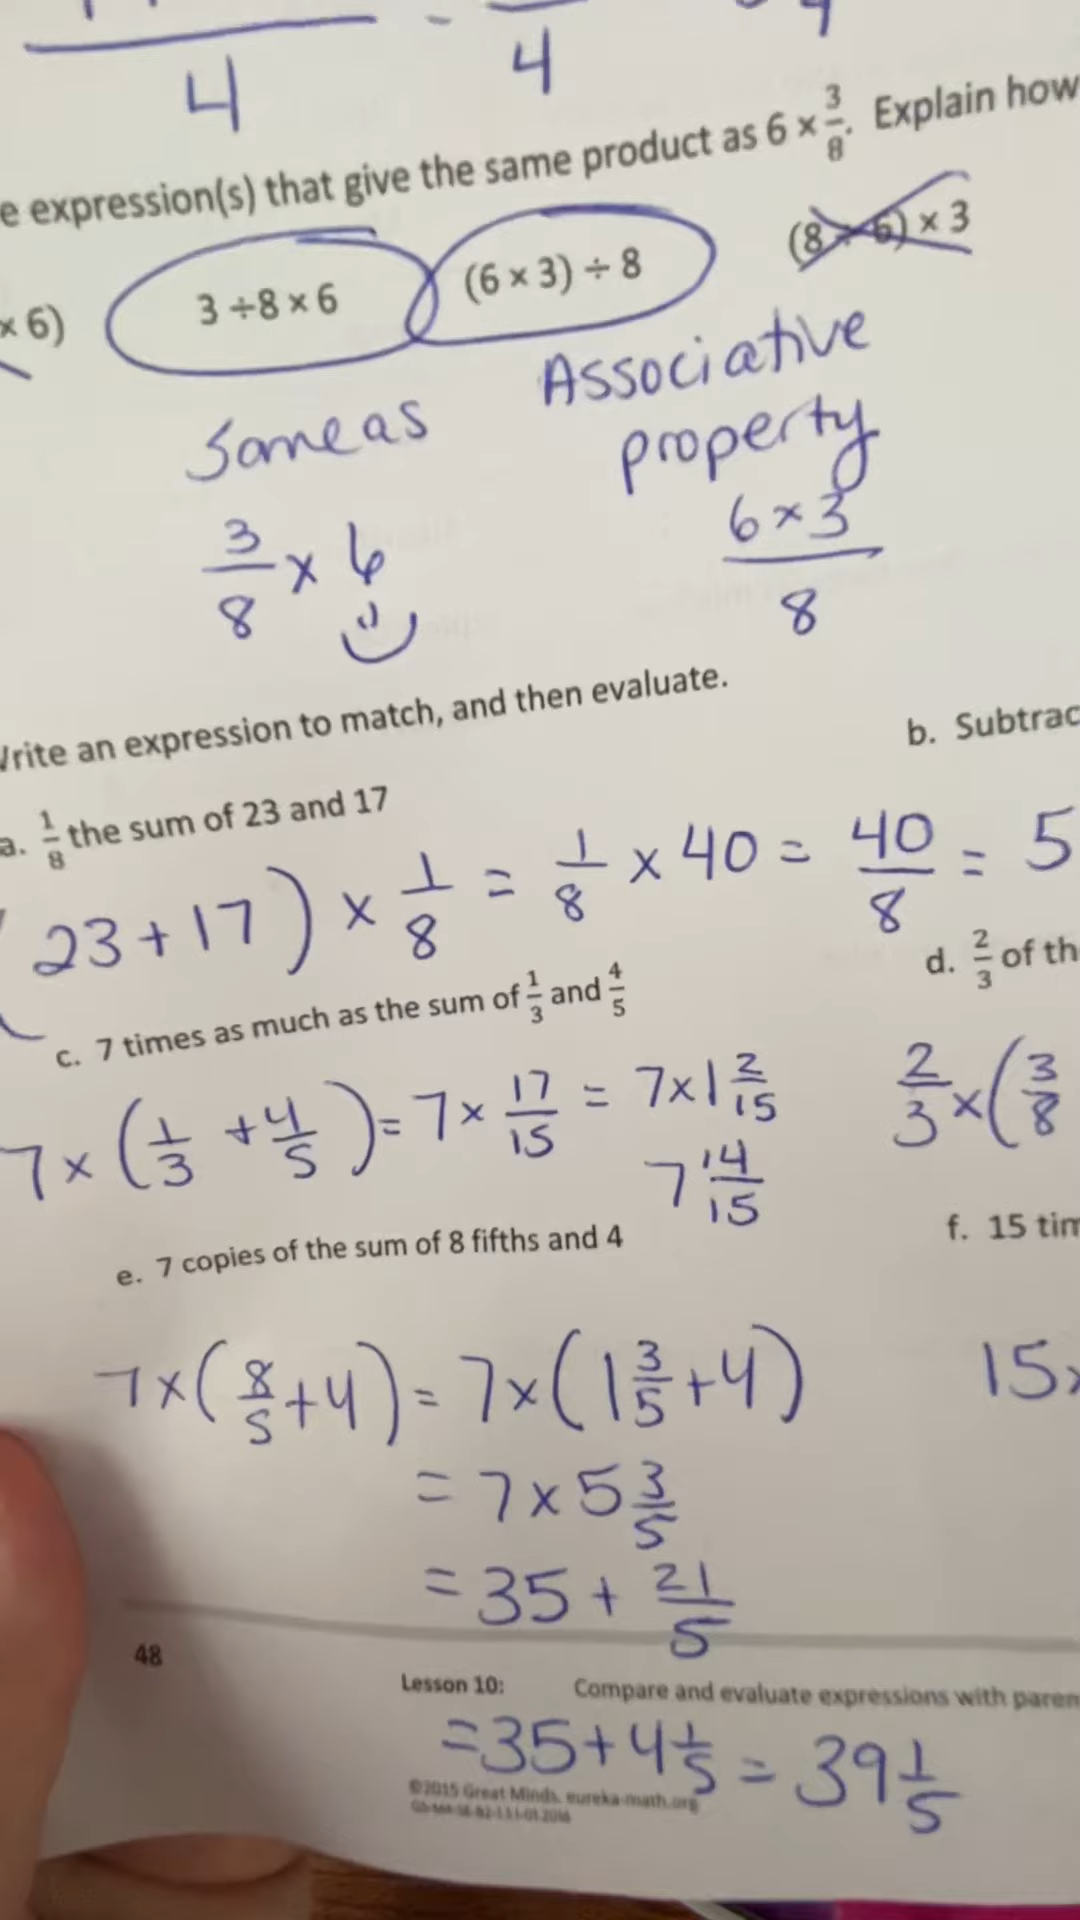 4 - 4
e expression(s) that give the same product as 6 × 3/8. Explain how
× 6) 3 ÷8 × 6 (6 × 3) ÷ 8 (8 ÷ 6) × 3
Same as Associative
property
3/8 × 6 6×3/8
Write an expression to match, and then evaluate.
a. 1/8 the sum of 23 and 17 b. Subtrac
(23+17) × 1/8 = 1/8 × 40 = 40/8 = 5
c. 7 times as much as the sum of 1/3 and 4/5 d. 2/3 of th
7 × (1/3 + 4/5) = 7 × 17/15 = 7×1 2/15 2/3×(3/8
7 14/15
e. 7 copies of the sum of 8 fifths and 4 f. 15 tim
7×(8/5+4) = 7×(1 3/5+4) 15×
= 7×5 3/5
= 35 + 21/5
48
Lesson 10: Compare and evaluate expressions with paren
=35+4 1/5 = 39 1/5
©2015 Great Minds. eureka-math.org